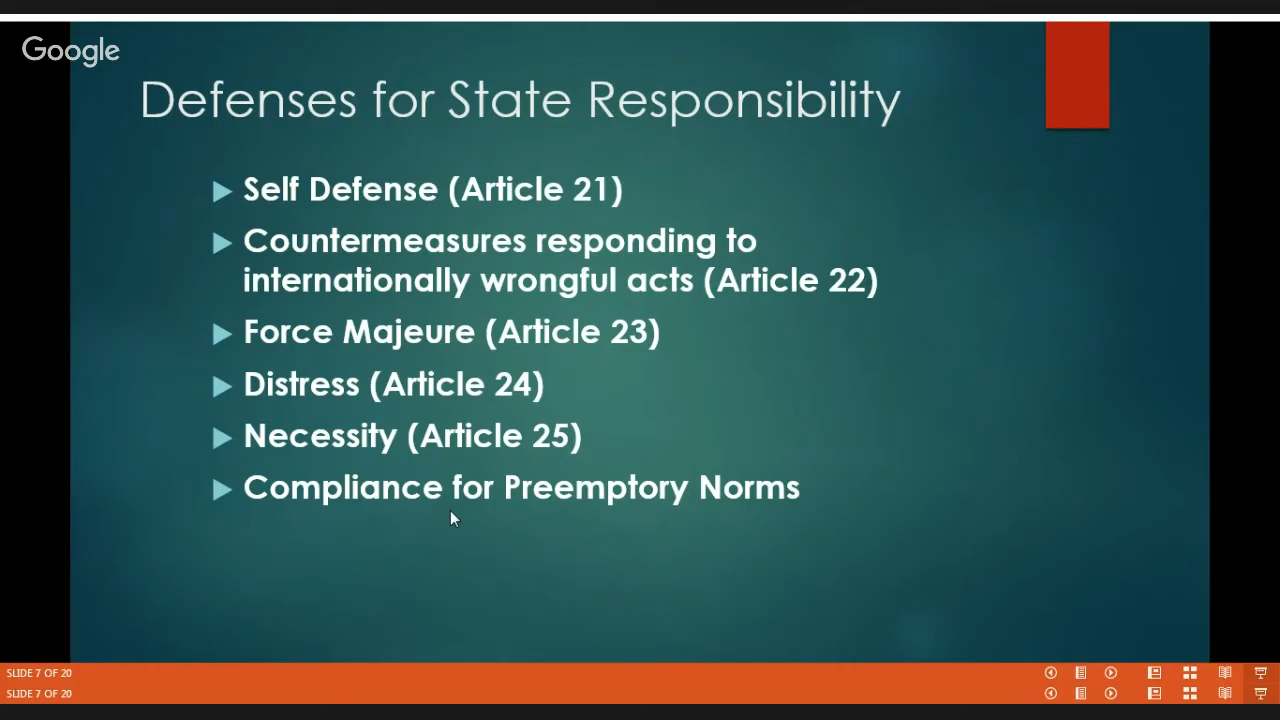 Google
Defenses for State Responsibility
Self Defense (Article 21)
Countermeasures responding to
internationally wrongful acts (Article 22)
Force Majeure (Article 23)
Distress (Article 24)
Necessity (Article 25)
Compliance for Preemptory Norms
SLIDE 7 OF 20
SLIDE 7 OF 20